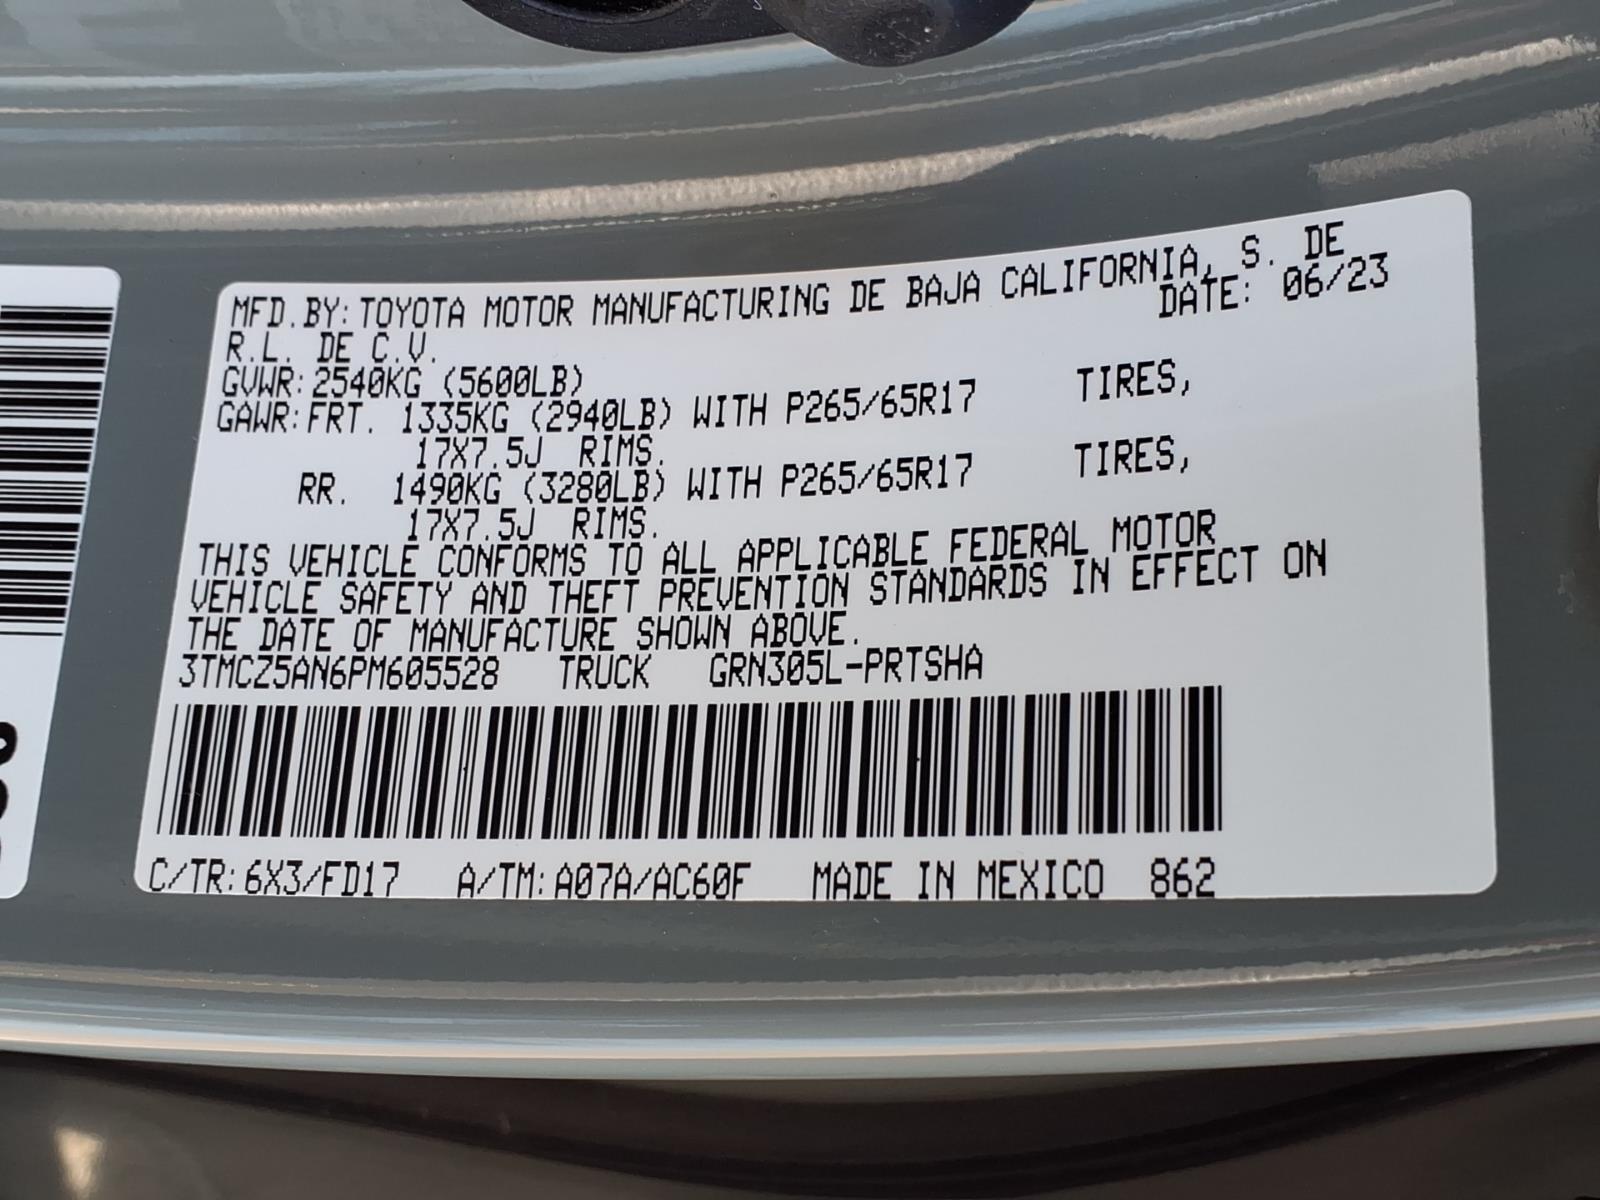 MFD.BY: TOYOTA MOTOR MANUFACTURING DE BAJA CALIFORNIA, S. DE
R.L. DE C.V. DATE: 06/23
GVWR: 2540KG (5600LB)
GAWR: FRT. 1335KG (2940LB) WITH P265/65R17 TIRES,
17X7.5J RIMS.
RR. 1490KG (3280LB) WITH P265/65R17 TIRES,
17X7.5J RIMS.
THIS VEHICLE CONFORMS TO ALL APPLICABLE FEDERAL MOTOR
VEHICLE SAFETY AND THEFT PREVENTION STANDARDS IN EFFECT ON
THE DATE OF MANUFACTURE SHOWN ABOVE.
3TMCZ5AN6PM605528 TRUCK GRN305L-PRTSHA
C/TR: 6X3/FD17 A/TM: A07A/AC60F MADE IN MEXICO 862